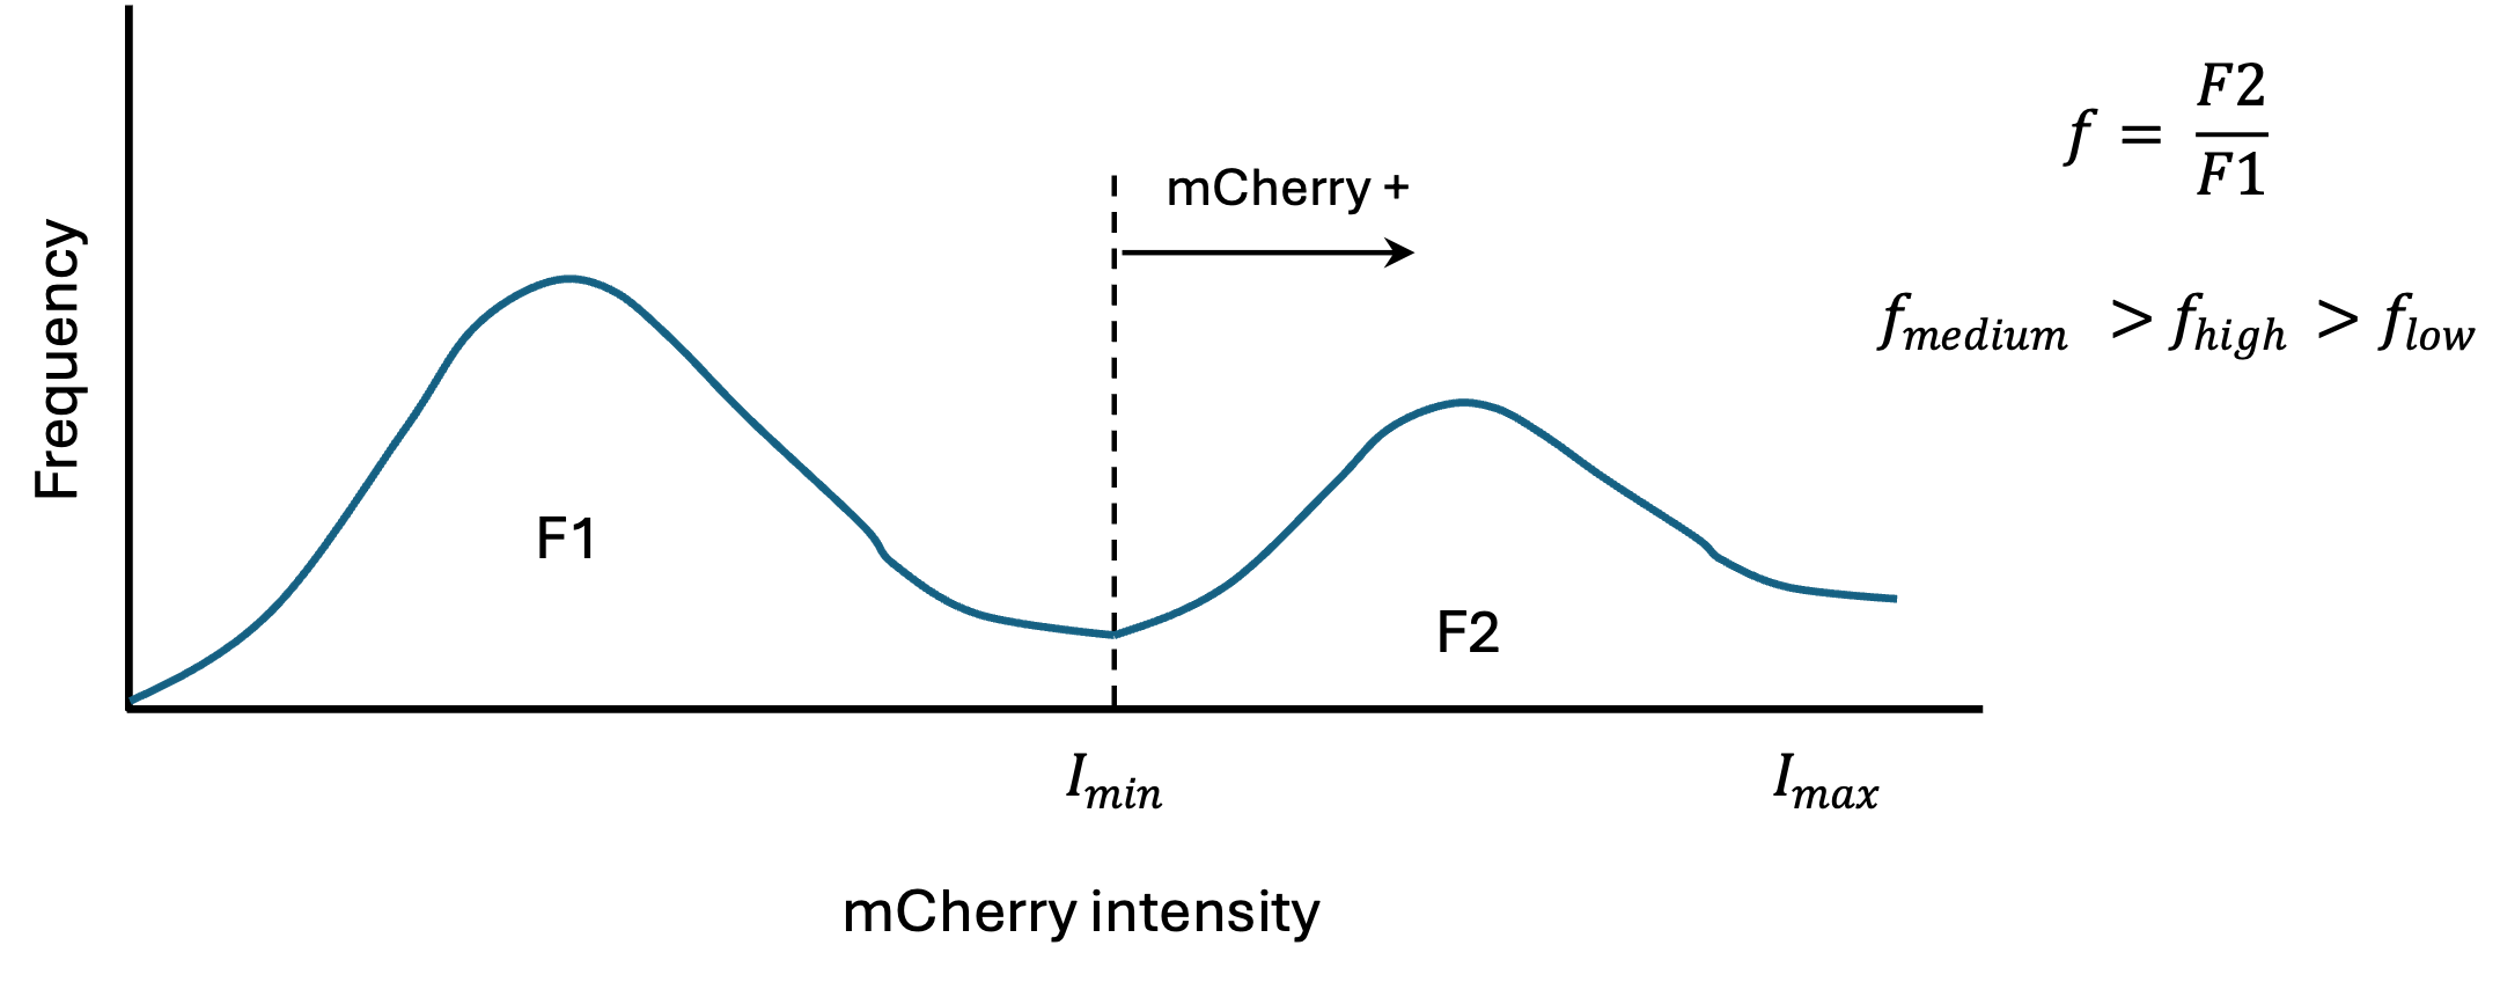 Frequency
F1
mCherry +
F2
I_min
I_max
mCherry intensity
f = F2/F1
f_medium > f_high > f_low